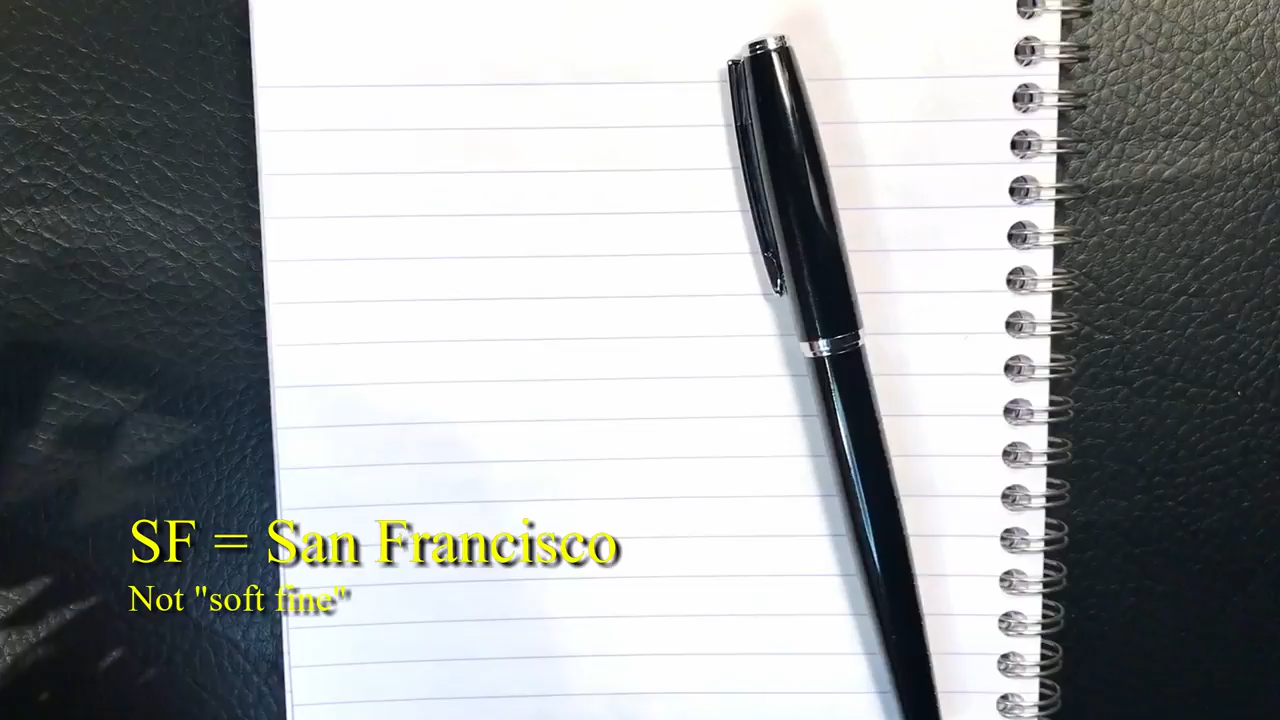 SF = San Francisco
Not "soft fine"